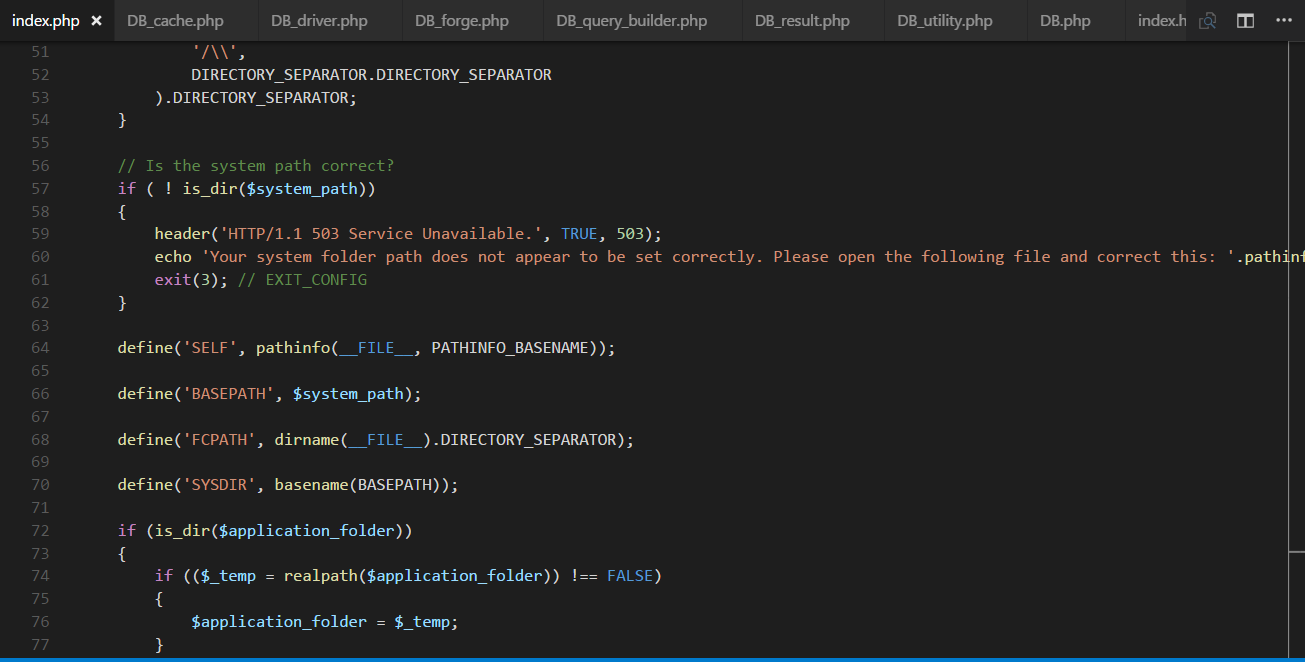 index.php DB_cache.php DB_driver.php DB_forge.php DB_query_builder.php DB_result.php DB_utility.php DB.php index.h
51 '/\\',
52 DIRECTORY_SEPARATOR.DIRECTORY_SEPARATOR
53 ).DIRECTORY_SEPARATOR;
54 }
55
56 // Is the system path correct?
57 if ( ! is_dir($system_path))
58 {
59 header('HTTP/1.1 503 Service Unavailable.', TRUE, 503);
60 echo 'Your system folder path does not appear to be set correctly. Please open the following file and correct this: '.pathinf
61 exit(3); // EXIT_CONFIG
62 }
63
64 define('SELF', pathinfo(__FILE__, PATHINFO_BASENAME));
65
66 define('BASEPATH', $system_path);
67
68 define('FCPATH', dirname(__FILE__).DIRECTORY_SEPARATOR);
69
70 define('SYSDIR', basename(BASEPATH));
71
72 if (is_dir($application_folder))
73 {
74 if (($_temp = realpath($application_folder)) !== FALSE)
75 {
76 $application_folder = $_temp;
77 }